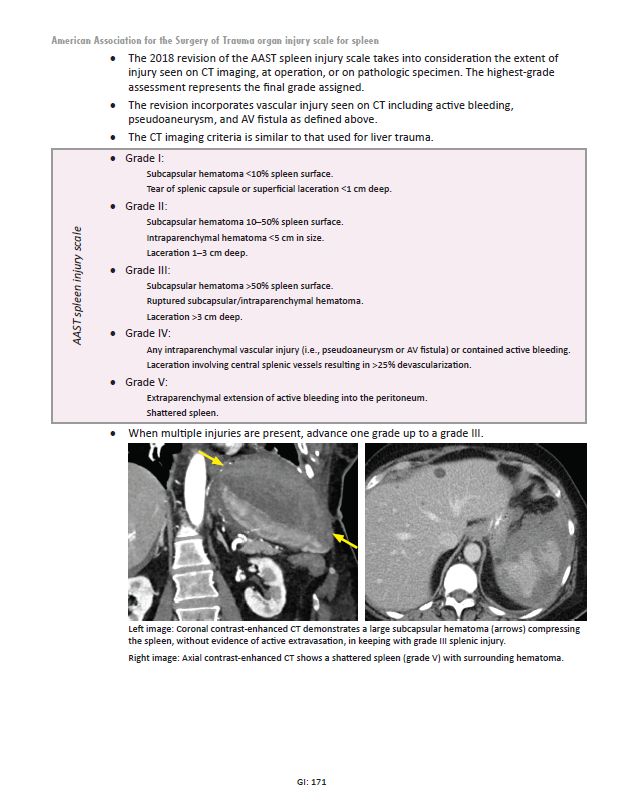 American Association for the Surgery of Trauma organ injury scale for spleen
• The 2018 revision of the AAST spleen injury scale takes into consideration the extent of
injury seen on CT imaging, at operation, or on pathologic specimen. The highest-grade
assessment represents the final grade assigned.
• The revision incorporates vascular injury seen on CT including active bleeding,
pseudoaneurysm, and AV fistula as defined above.
• The CT imaging criteria is similar to that used for liver trauma.
AAST spleen injury scale
• Grade I:
Subcapsular hematoma <10% spleen surface.
Tear of splenic capsule or superficial laceration <1 cm deep.
• Grade II:
Subcapsular hematoma 10–50% spleen surface.
Intraparenchymal hematoma <5 cm in size.
Laceration 1–3 cm deep.
• Grade III:
Subcapsular hematoma >50% spleen surface.
Ruptured subcapsular/intraparenchymal hematoma.
Laceration >3 cm deep.
• Grade IV:
Any intraparenchymal vascular injury (i.e., pseudoaneurysm or AV fistula) or contained active bleeding.
Laceration involving central splenic vessels resulting in >25% devascularization.
• Grade V:
Extraparenchymal extension of active bleeding into the peritoneum.
Shattered spleen.
• When multiple injuries are present, advance one grade up to a grade III.
Left image: Coronal contrast-enhanced CT demonstrates a large subcapsular hematoma (arrows) compressing
the spleen, without evidence of active extravasation, in keeping with grade III splenic injury.
Right image: Axial contrast-enhanced CT shows a shattered spleen (grade V) with surrounding hematoma.
GI: 171